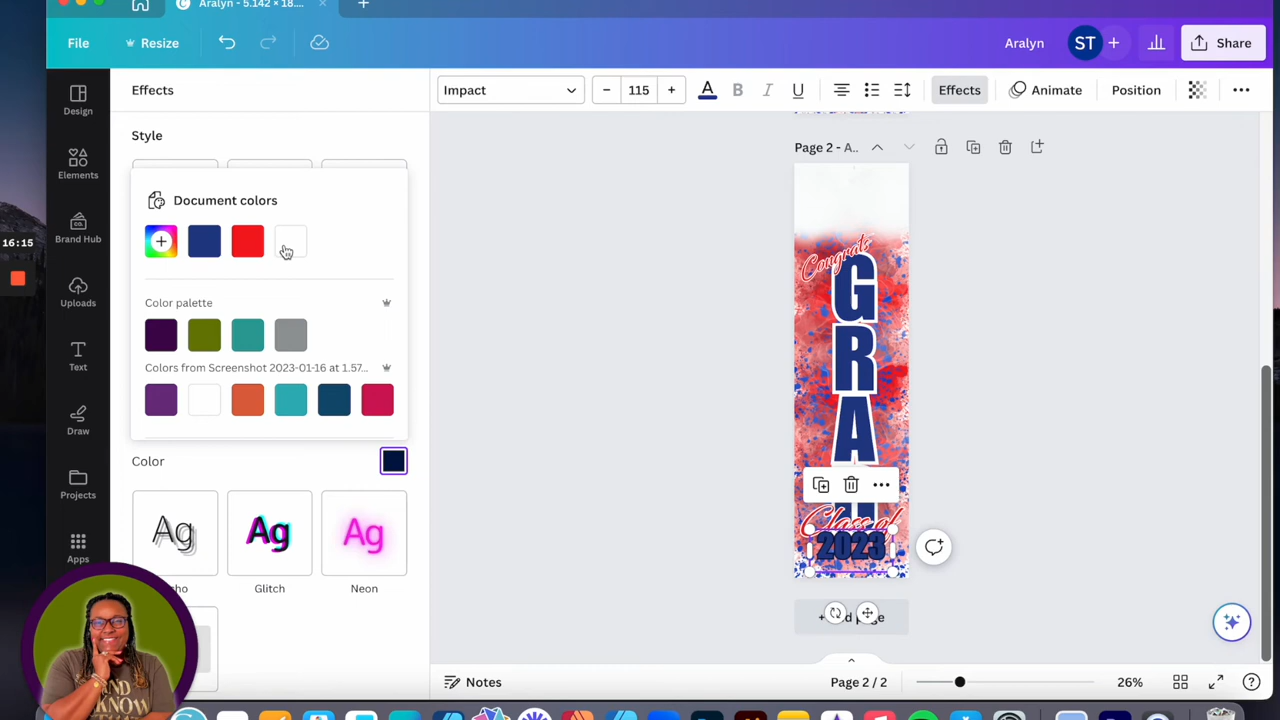 Aralyn - 5.142 × 18....
File
Resize
Aralyn
ST
Share
Design
Elements
CO.
Brand Hub
Uploads
Text
Draw
Projects
Apps
16:15
Effects
Style
Document colors
Color palette
Colors from Screenshot 2023-01-16 at 1.57...
Color
Ag
Ag
Ag
Glitch
Neon
Impact
115
A
B
I
U
Effects
Animate
Position
Page 2 - A..
Congrats
G
R
A
Class of
2023
Notes
Page 2 / 2
26%